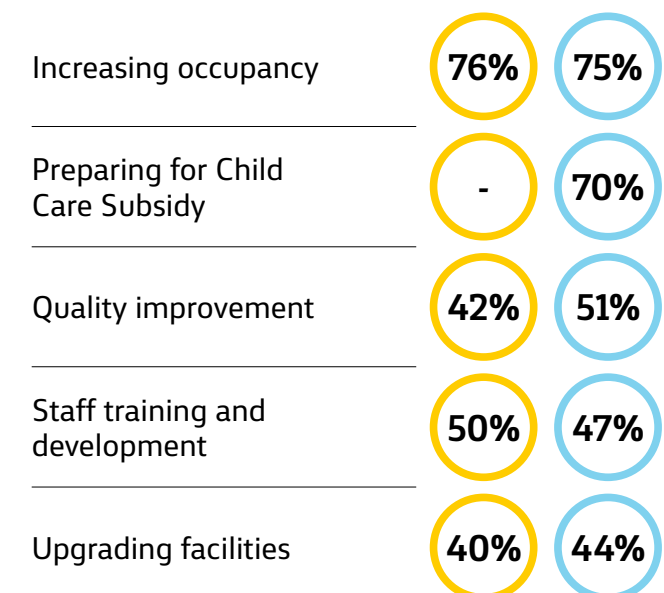 Increasing occupancy 76% 75%
Preparing for Child
Care Subsidy - 70%
Quality improvement 42% 51%
Staff training and
development 50% 47%
Upgrading facilities 40% 44%